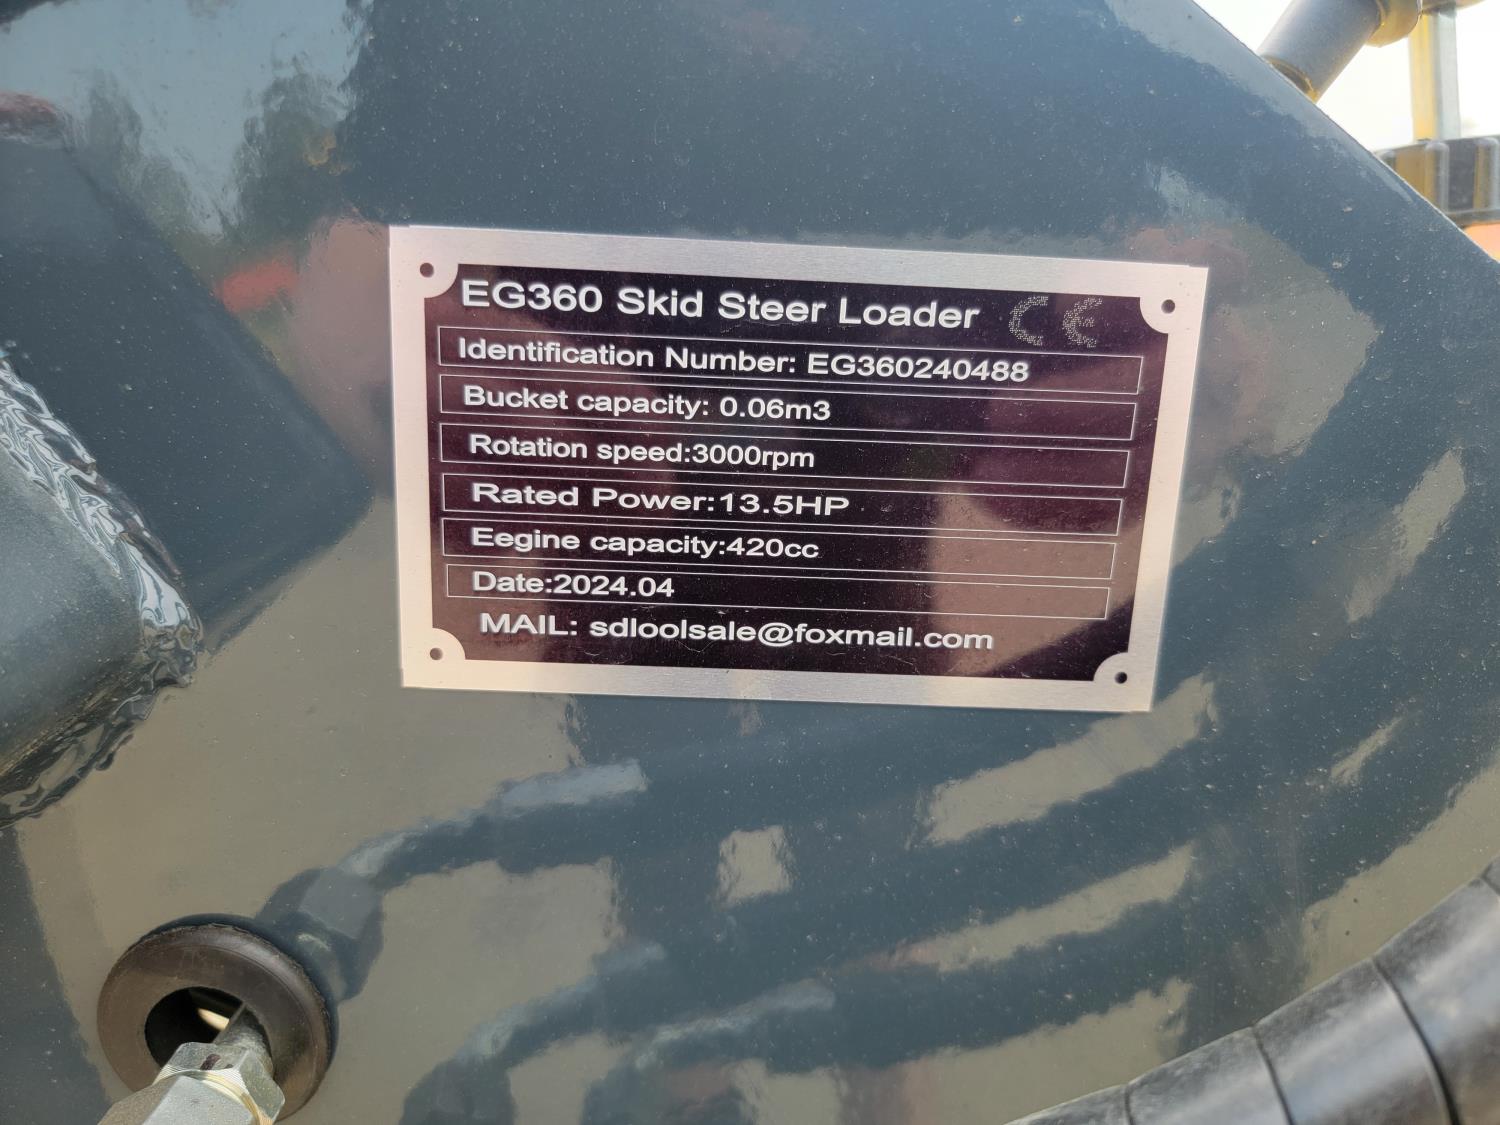 EG360 Skid Steer Loader CE
Identification Number: EG360240488
Bucket capacity: 0.06m3
Rotation speed:3000rpm
Rated Power:13.5HP
Eegine capacity:420cc
Date:2024.04
MAIL: sdloolsale@foxmail.com